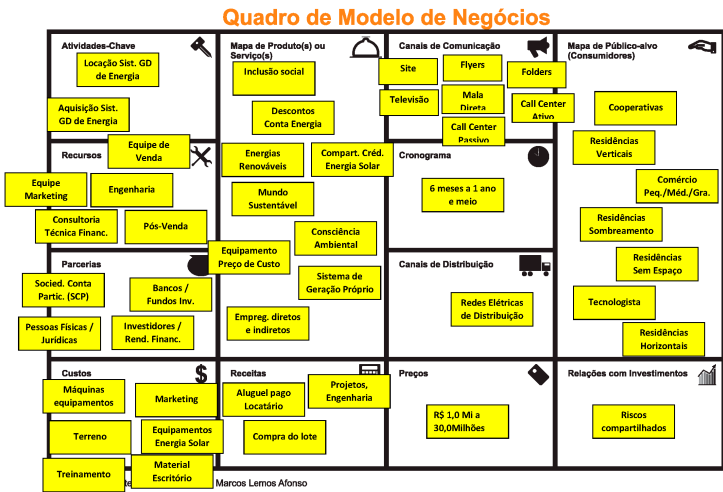 Quadro de Modelo de Negócios
Atividades-Chave
Locação Sist. GD
de Energia
Aquisição Sist.
GD de Energia
Recursos
Equipe de
Venda
Equipe
Marketing
Engenharia
Consultoria
Técnica Financ.
Pós-Venda
Parcerias
Socied. Conta
Partic. (SCP)
Bancos /
Fundos Inv.
Pessoas Físicas /
Jurídicas
Investidores /
Rend. Financ.
Mapa de Produto(s) ou
Serviço(s)
Inclusão social
Descontos
Conta Energia
Energias
Renováveis
Compart. Créd.
Energia Solar
Mundo
Sustentável
Consciência
Ambiental
Equipamento
Preço de Custo
Sistema de
Geração Próprio
Empreg. diretos
e indiretos
Canais de Comunicação
Site
Flyers
Folders
Televisão
Mala
Direta
Call Center
Ativo
Call Center
Passivo
Cronograma
6 meses a 1 ano
e meio
Canais de Distribuição
Redes Elétricas
de Distribuição
Mapa de Público-alvo
(Consumidores)
Cooperativas
Residências
Verticais
Comércio
Peq./Méd./Gra.
Residências
Sombreamento
Residências
Sem Espaço
Tecnologista
Residências
Horizontais
Custos
$
Máquinas
equipamentos
Marketing
Terreno
Equipamentos
Energia Solar
Treinamento
Material
Escritório
Receitas
Aluguel pago
Locatário
Projetos,
Engenharia
Compra do lote
Preços
R$ 1,0 Mi a
30,0Milhões
Relações com Investimentos
Riscos
compartilhados
Marcos Lemos Afonso